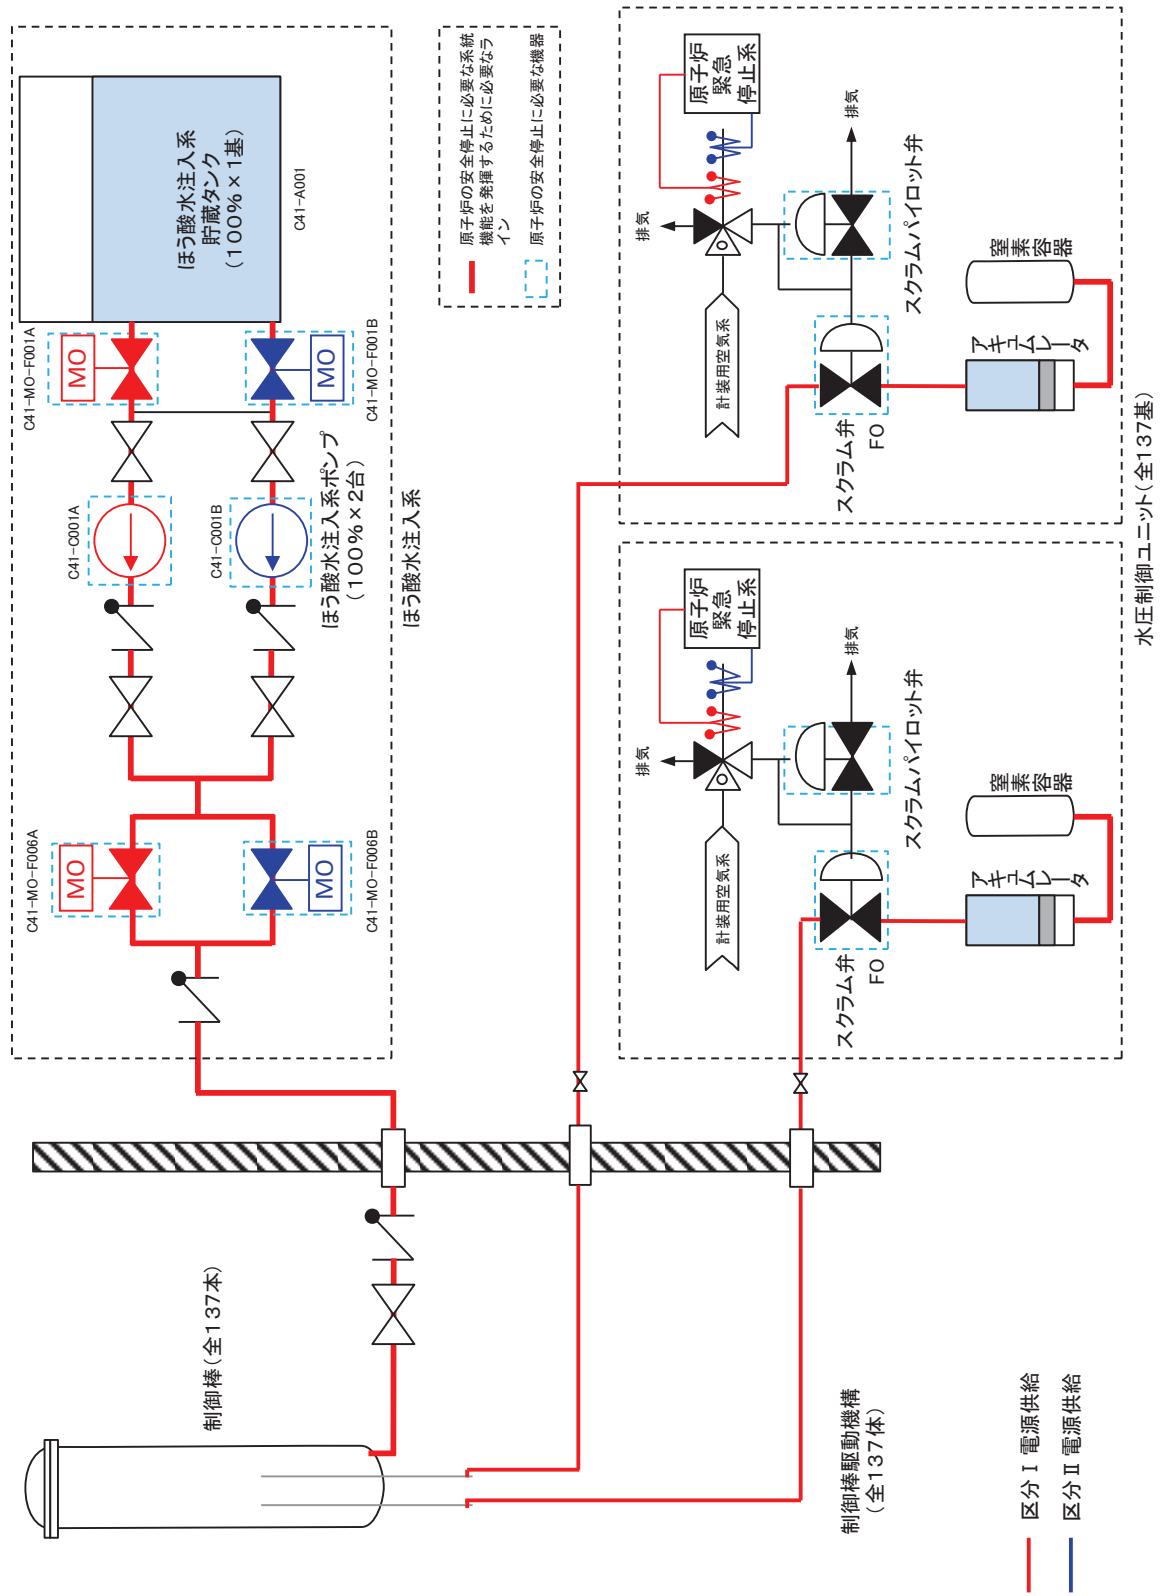 ほう酸水注入系
貯蔵タンク
(100%×1基)
C41-A001
C41-MO-F001A
MO
C41-MO-F001B
MO
C41-C001A
C41-C001B
ほう酸水注入系ポンプ
(100%×2台)
ほう酸水注入系
C41-MO-F006A
MO
C41-MO-F006B
MO
原子炉の安全停止に必要な系統
機能を発揮するために必要なラ
イン
原子炉の安全停止に必要な機器
原子炉
緊急
停止系
排気
排気
計装用空気系
スクラムパイロット弁
スクラム弁
FO
窒素容器
アキュムレータ
原子炉
緊急
停止系
排気
排気
計装用空気系
スクラムパイロット弁
スクラム弁
FO
窒素容器
アキュムレータ
水圧制御ユニット(全137基)
制御棒(全137本)
制御棒駆動機構
(全137体)
区分Ⅰ電源供給
区分Ⅱ電源供給